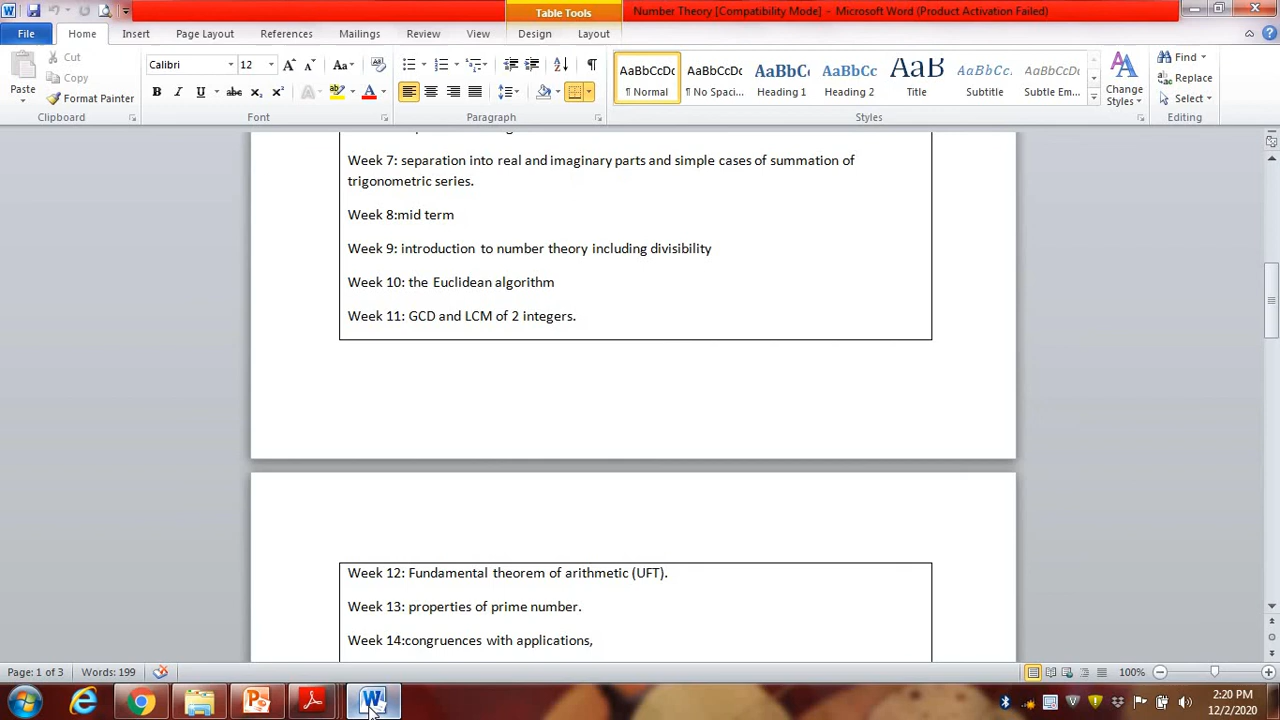 Table Tools
Number Theory [Compatibility Mode] - Microsoft Word (Product Activation Failed)
File
Home
Insert
Page Layout
References
Mailings
Review
View
Design
Layout
Paste
Cut
Copy
Format Painter
Clipboard
Calibri
12
Font
Paragraph
AaBbCcDc
¶ Normal
AaBbCcDc
¶ No Spaci...
AaBbCc
Heading 1
AaBbCc
Heading 2
AaB
Title
AaBbCcDc
Subtitle
AaBbCcDc
Subtle Em...
Change
Styles
Styles
Find
Replace
Select
Editing
Week 7: separation into real and imaginary parts and simple cases of summation of
trigonometric series.
Week 8:mid term
Week 9: introduction to number theory including divisibility
Week 10: the Euclidean algorithm
Week 11: GCD and LCM of 2 integers.
Week 12: Fundamental theorem of arithmetic (UFT).
Week 13: properties of prime number.
Week 14:congruences with applications,
Page: 1 of 3
Words: 199
100%
2:20 PM
12/2/2020